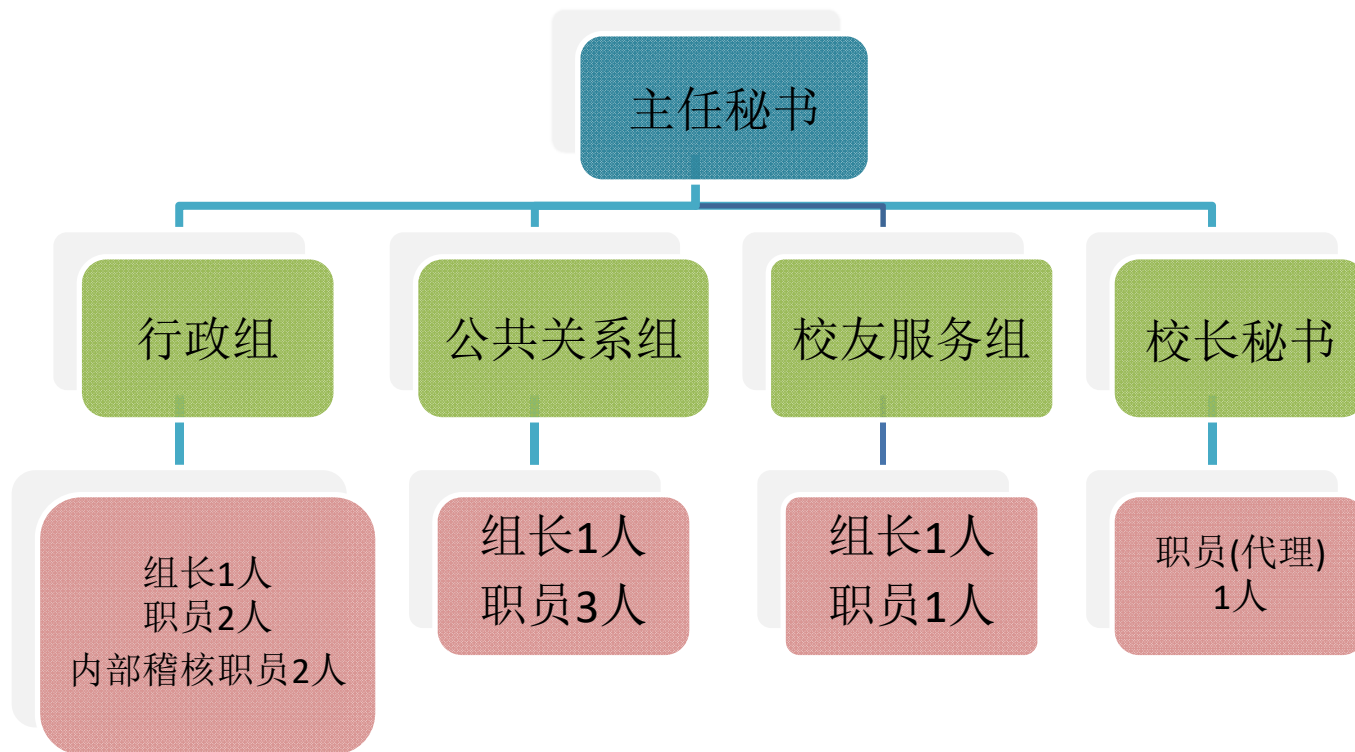 主任秘书
行政组
公共关系组
校友服务组
校长秘书
组长1人
职员2人
内部稽核职员2人
组长1人
职员3人
组长1人
职员1人
职员(代理)
1人